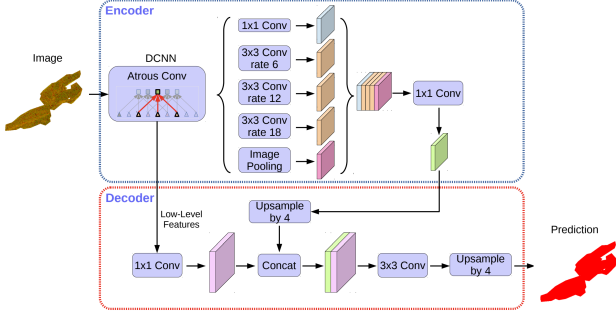 Encoder
Image
DCNN
Atrous Conv
1x1 Conv
3x3 Conv
rate 6
3x3 Conv
rate 12
3x3 Conv
rate 18
Image
Pooling
1x1 Conv
Decoder
Low-Level
Features
Upsample
by 4
1x1 Conv
Concat
3x3 Conv
Upsample
by 4
Prediction